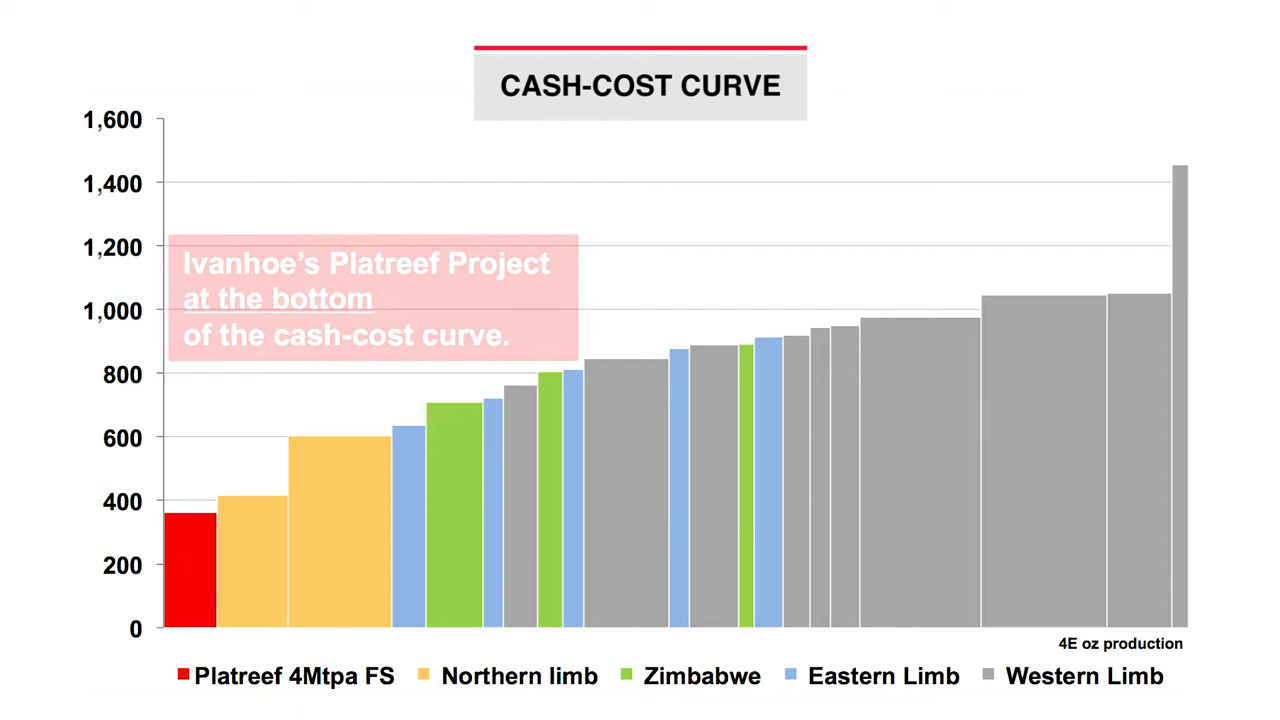 CASH-COST CURVE
1,600
1,400
1,200
1,000
800
600
400
200
0
Ivanhoe’s Platreef Project
at the bottom
of the cash-cost curve.
4E oz production
Platreef 4Mtpa FS Northern limb Zimbabwe Eastern Limb Western Limb